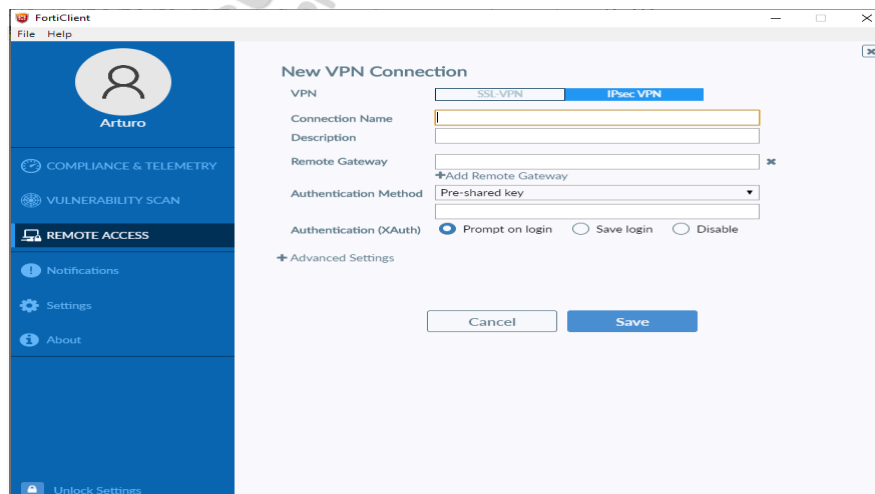 FortiClient
File Help
Arturo
COMPLIANCE & TELEMETRY
VULNERABILITY SCAN
REMOTE ACCESS
Notifications
Settings
About
Unlock Settings
New VPN Connection
VPN SSL-VPN IPsec VPN
Connection Name
Description
Remote Gateway
+Add Remote Gateway
Authentication Method Pre-shared key
Authentication (XAuth) Prompt on login Save login Disable
+ Advanced Settings
Cancel Save